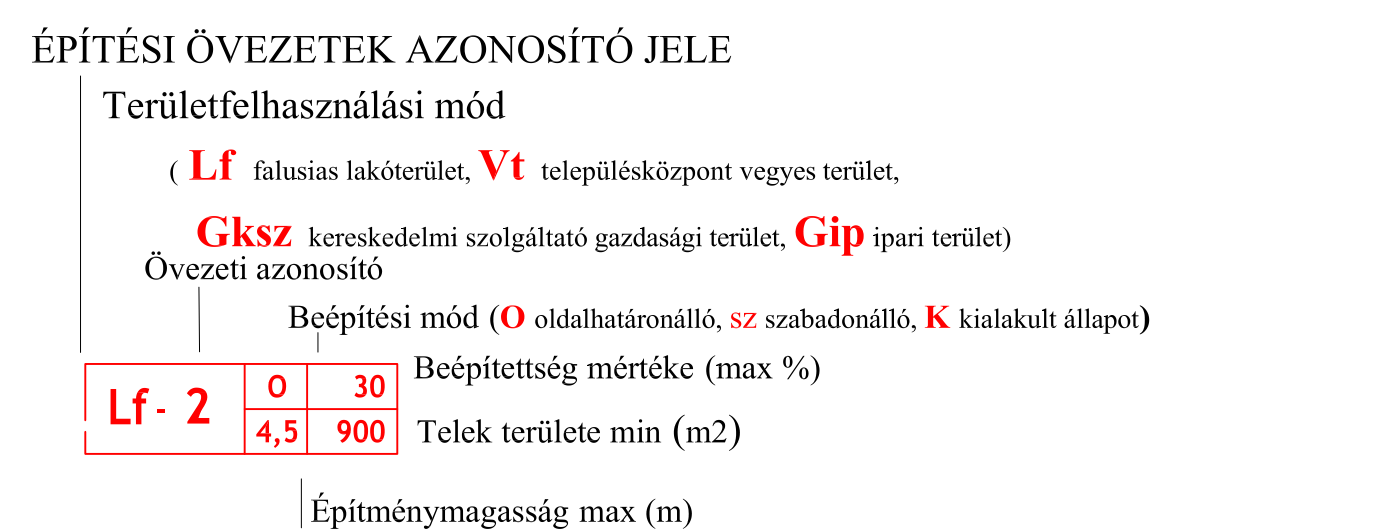 ÉPÍTÉSI ÖVEZETEK AZONOSÍTÓ JELE
Területfelhasználási mód
( Lf falusias lakóterület, Vt településközpont vegyes terület,
Gksz kereskedelmi szolgáltató gazdasági terület, Gip ipari terület)
Övezeti azonosító
Beépítési mód (O oldalhatáronálló, sz szabadonálló, K kialakult állapot)
Lf - 2
O 30
Beépítettség mértéke (max %)
4,5 900
Telek területe min (m2)
Építménymagasság max (m)